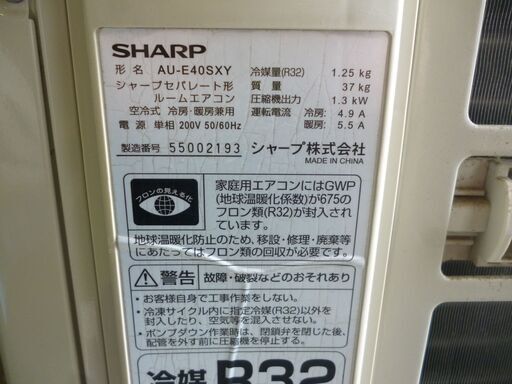 SHARP
形名 AU-E40SXY
シャープセパレート形
ルームエアコン
空冷式 冷房・暖房兼用
電源 単相 200V 50/60Hz
冷媒量(R32) 1.25 kg
質量 37 kg
圧縮機出力 1.3 kW
運転電流 冷房: 4.9 A
暖房: 5.5 A
製造番号 55002193
シャープ株式会社
MADE IN CHINA
フロンの見える化
家庭用エアコンにはGWP
(地球温暖化係数)が675の
フロン類(R32)が封入され
ています。
地球温暖化防止のため、移設・修理・廃棄等
にあたってはフロン類の回収が必要です。
警告 故障・破裂などのおそれあり
・お客様自身で工事作業をしない。
・冷凍サイクル内に指定冷媒(R32)以外を
封入したり、空気等を混入させない。
・ポンプダウン作業時は、閉鎖弁を閉じた後、
配管を外す前に圧縮機を停止する。
冷媒 R32